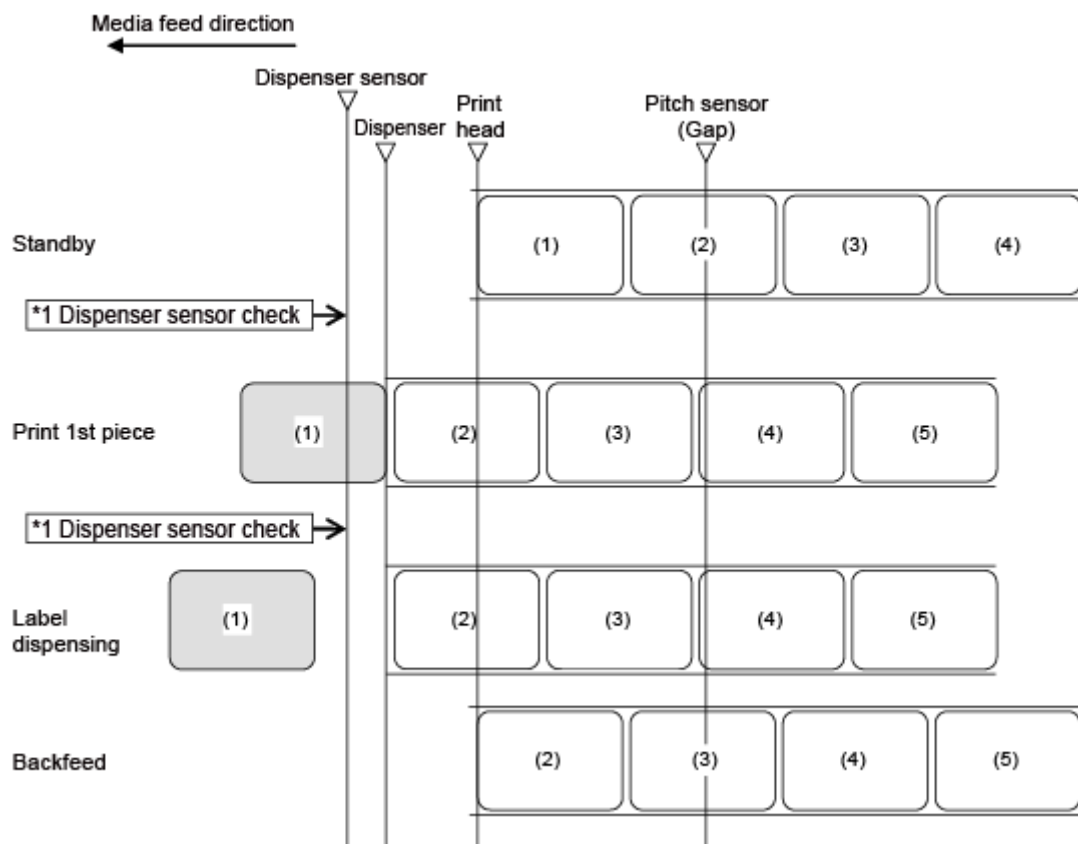 Media feed direction
Dispenser sensor
Dispenser
Print
head
Pitch sensor
(Gap)
Standby
(1)
(2)
(3)
(4)
*1 Dispenser sensor check
Print 1st piece
(1)
(2)
(3)
(4)
(5)
*1 Dispenser sensor check
Label
dispensing
(1)
(2)
(3)
(4)
(5)
Backfeed
(2)
(3)
(4)
(5)